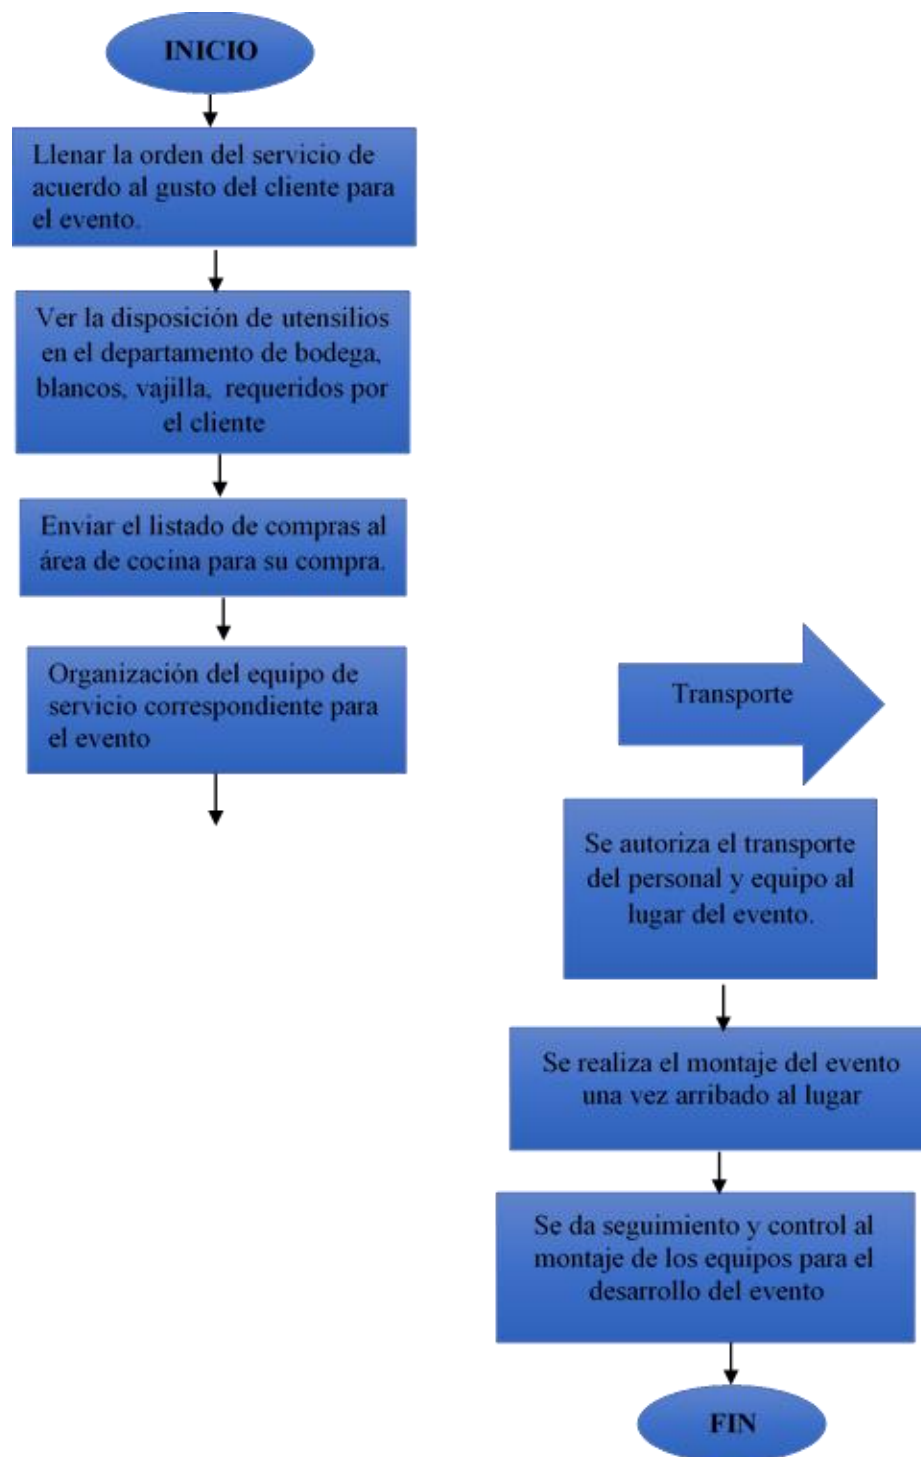 INICIO
Llenar la orden del servicio de
acuerdo al gusto del cliente para
el evento.
Ver la disposición de utensilios
en el departamento de bodega,
blancos, vajilla, requeridos por
el cliente
Enviar el listado de compras al
área de cocina para su compra.
Organización del equipo de
servicio correspondiente para
el evento
Transporte
Se autoriza el transporte
del personal y equipo al
lugar del evento.
Se realiza el montaje del evento
una vez arribado al lugar
Se da seguimiento y control al
montaje de los equipos para el
desarrollo del evento
FIN